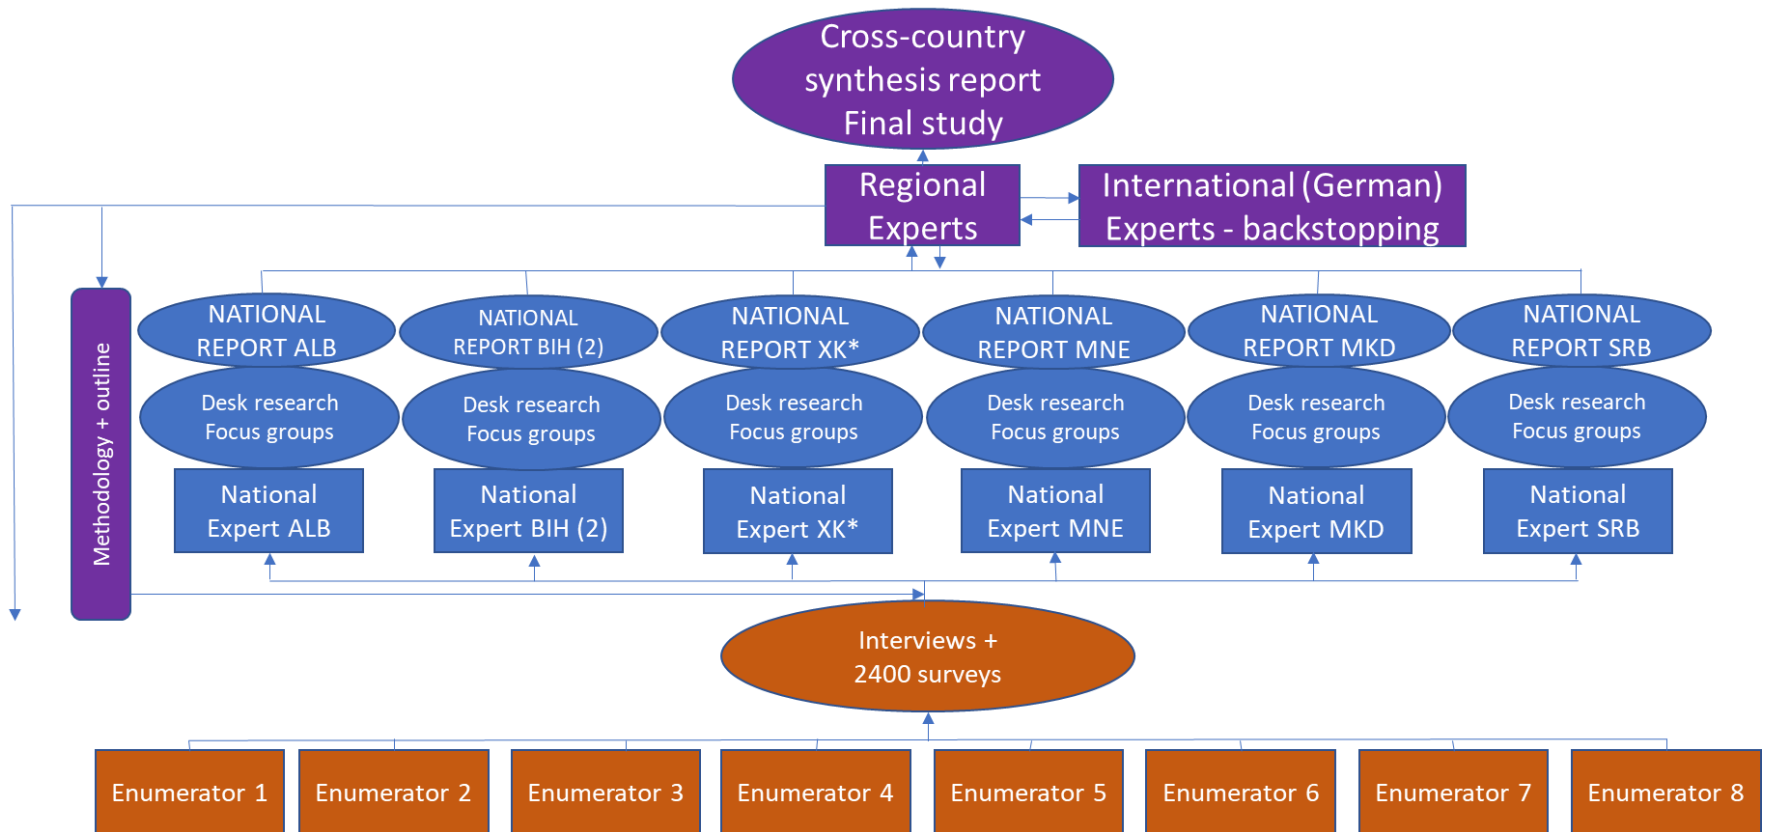 Cross-country
synthesis report
Final study
Regional
Experts
International (German)
Experts - backstopping
Methodology + outline
NATIONAL
REPORT ALB
NATIONAL
REPORT BIH (2)
NATIONAL
REPORT XK*
NATIONAL
REPORT MNE
NATIONAL
REPORT MKD
NATIONAL
REPORT SRB
Desk research
Focus groups
Desk research
Focus groups
Desk research
Focus groups
Desk research
Focus groups
Desk research
Focus groups
Desk research
Focus groups
National
Expert ALB
National
Expert BIH (2)
National
Expert XK*
National
Expert MNE
National
Expert MKD
National
Expert SRB
Interviews +
2400 surveys
Enumerator 1
Enumerator 2
Enumerator 3
Enumerator 4
Enumerator 5
Enumerator 6
Enumerator 7
Enumerator 8